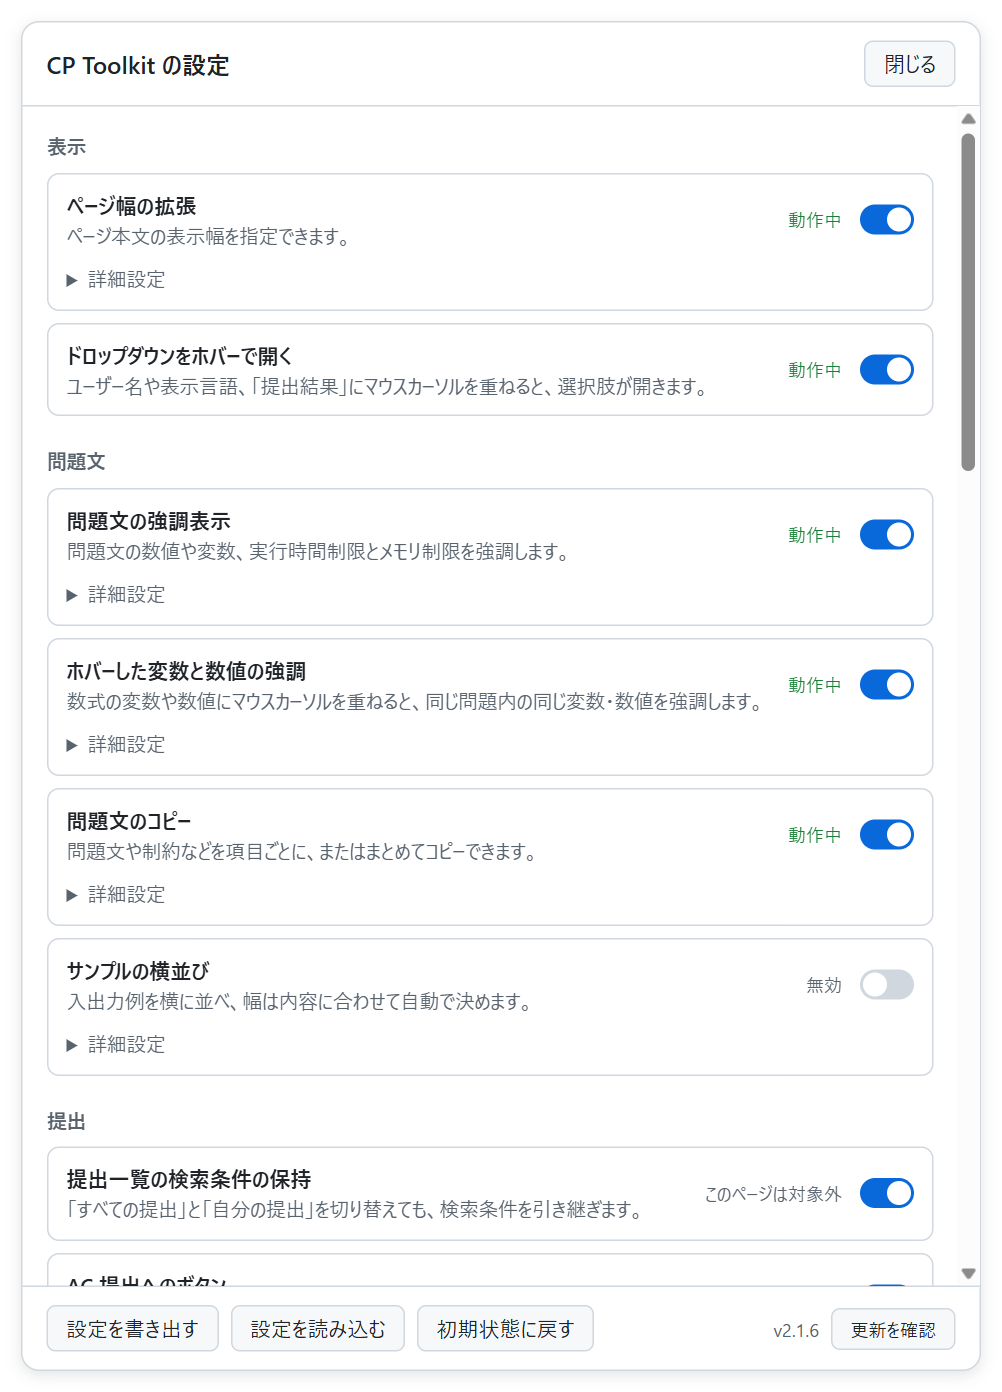 CP Toolkit の設定
閉じる
表示
ページ幅の拡張
ページ本文の表示幅を指定できます。
動作中
▶ 詳細設定
ドロップダウンをホバーで開く
ユーザー名や表示言語、「提出結果」にマウスカーソルを重ねると、選択肢が開きます。
動作中
問題文
問題文の強調表示
問題文の数値や変数、実行時間制限とメモリ制限を強調します。
動作中
▶ 詳細設定
ホバーした変数と数値の強調
数式の変数や数値にマウスカーソルを重ねると、同じ問題内の同じ変数・数値を強調します。
動作中
▶ 詳細設定
問題文のコピー
問題文や制約などを項目ごとに、またはまとめてコピーできます。
動作中
▶ 詳細設定
サンプルの横並び
入出力例を横に並べ、幅は内容に合わせて自動で決めます。
無効
▶ 詳細設定
提出
提出一覧の検索条件の保持
「すべての提出」と「自分の提出」を切り替えても、検索条件を引き継ぎます。
このページは対象外
AC 提出へのボタン
設定を書き出す
設定を読み込む
初期状態に戻す
v2.1.6
更新を確認